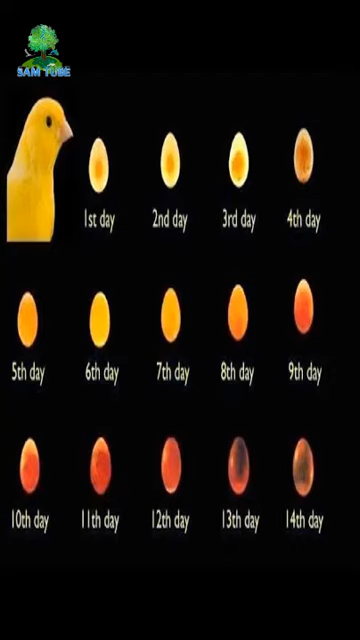 SAM TUBE
1st day
2nd day
3rd day
4th day
5th day
6th day
7th day
8th day
9th day
10th day
11th day
12th day
13th day
14th day